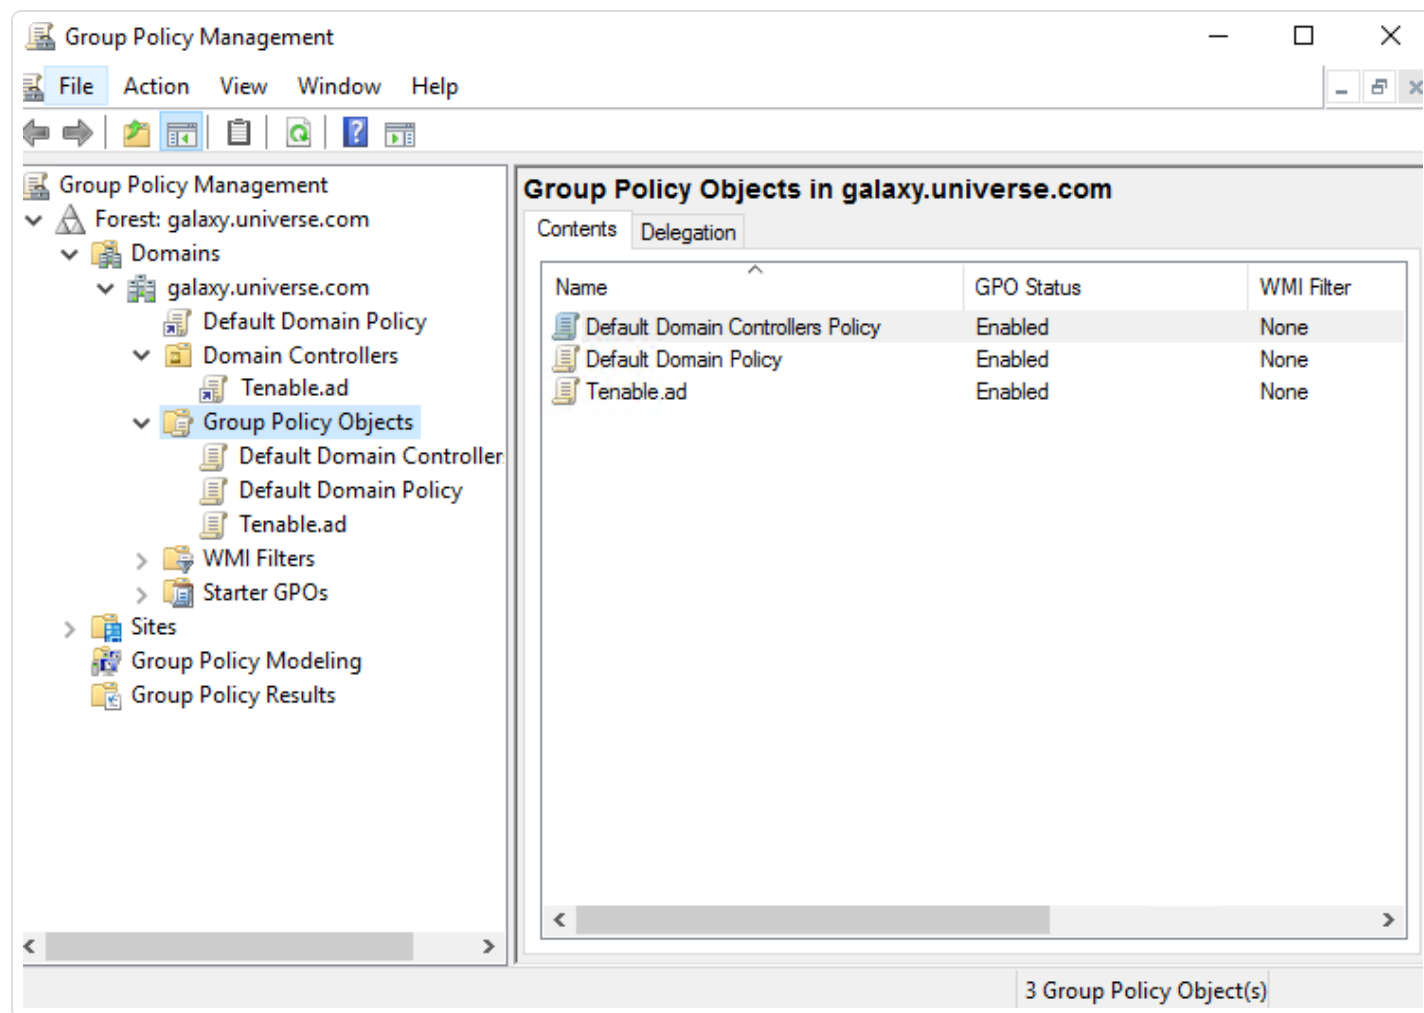 Group Policy Management
File Action View Window Help
Group Policy Management
Forest: galaxy.universe.com
Domains
galaxy.universe.com
Default Domain Policy
Domain Controllers
Tenable.ad
Group Policy Objects
Default Domain Controller
Default Domain Policy
Tenable.ad
WMI Filters
Starter GPOs
Sites
Group Policy Modeling
Group Policy Results
Group Policy Objects in galaxy.universe.com
Contents Delegation
Name GPO Status WMI Filter
Default Domain Controllers Policy Enabled None
Default Domain Policy Enabled None
Tenable.ad Enabled None
3 Group Policy Object(s)